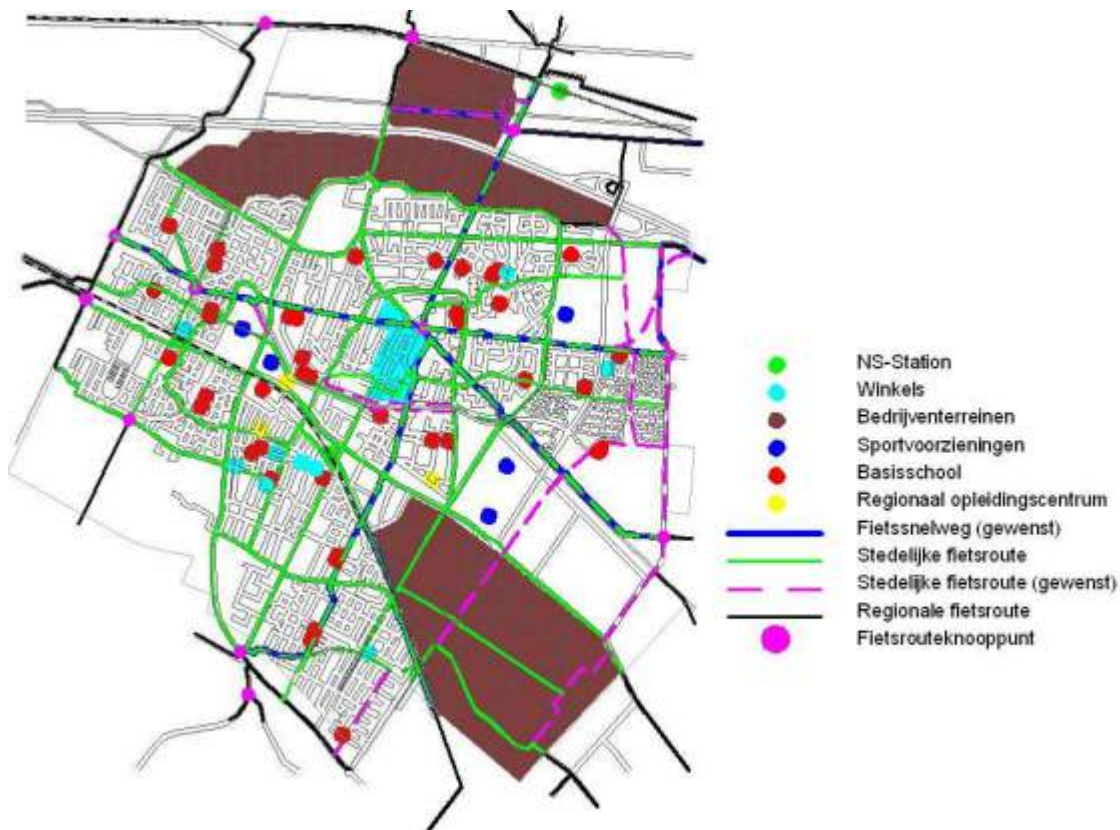 NS-Station
Winkels
Bedrijventerreinen
Sportvoorzieningen
Basisschool
Regionaal opleidingscentrum
Fietssnelweg (gewenst)
Stedelijke fietsroute
Stedelijke fietsroute (gewenst)
Regionale fietsroute
Fietsrouteknooppunt